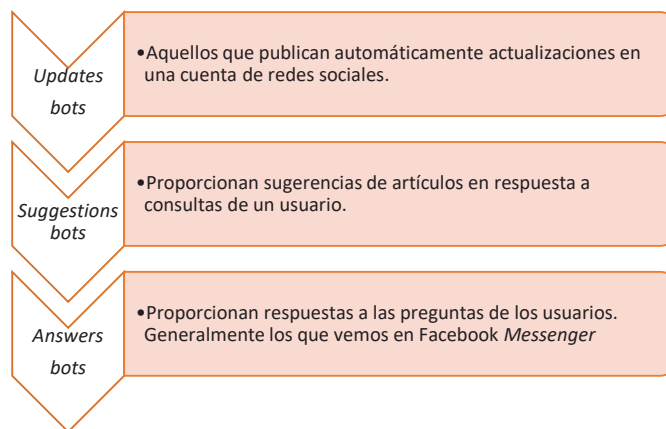 Updates
bots
•Aquellos que publican automáticamente actualizaciones en
una cuenta de redes sociales.
Suggestions
bots
•Proporcionan sugerencias de artículos en respuesta a
consultas de un usuario.
Answers
bots
•Proporcionan respuestas a las preguntas de los usuarios.
Generalmente los que vemos en Facebook Messenger